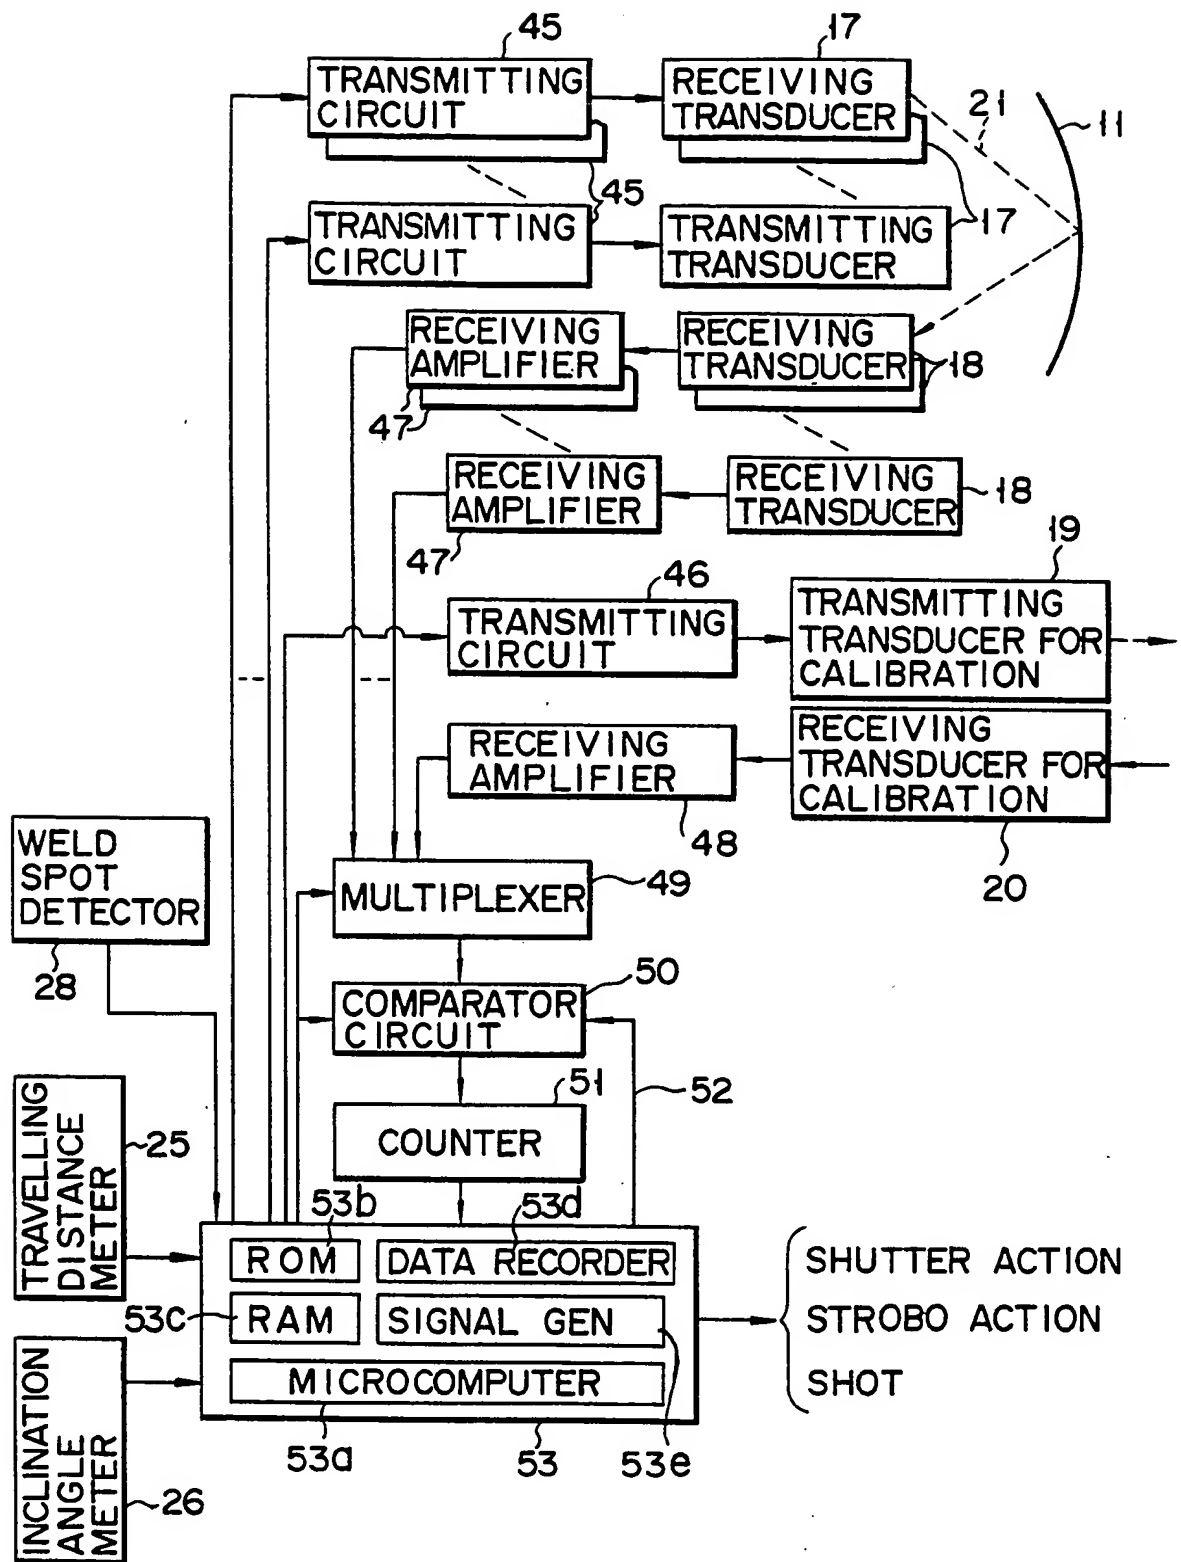 45
17
TRANSMITTING
CIRCUIT
RECEIVING
TRANSDUCER
21
11
45
17
TRANSMITTING
CIRCUIT
TRANSMITTING
TRANSDUCER
RECEIVING
AMPLIFIER
RECEIVING
TRANSDUCER
18
47
RECEIVING
AMPLIFIER
RECEIVING
TRANSDUCER
18
47
46
19
TRANSMITTING
CIRCUIT
TRANSMITTING
TRANSDUCER FOR
CALIBRATION
RECEIVING
AMPLIFIER
RECEIVING
TRANSDUCER FOR
CALIBRATION
48
20
WELD
SPOT
DETECTOR
28
MULTIPLEXER
49
50
COMPARATOR
CIRCUIT
51
52
COUNTER
TRAVELLING
DISTANCE
METER
25
53b
53d
ROM
DATA RECORDER
53c
RAM
SIGNAL GEN
MICROCOMPUTER
SHUTTER ACTION
STROBO ACTION
SHOT
53a
53
53e
INCLINATION
ANGLE
METER
26